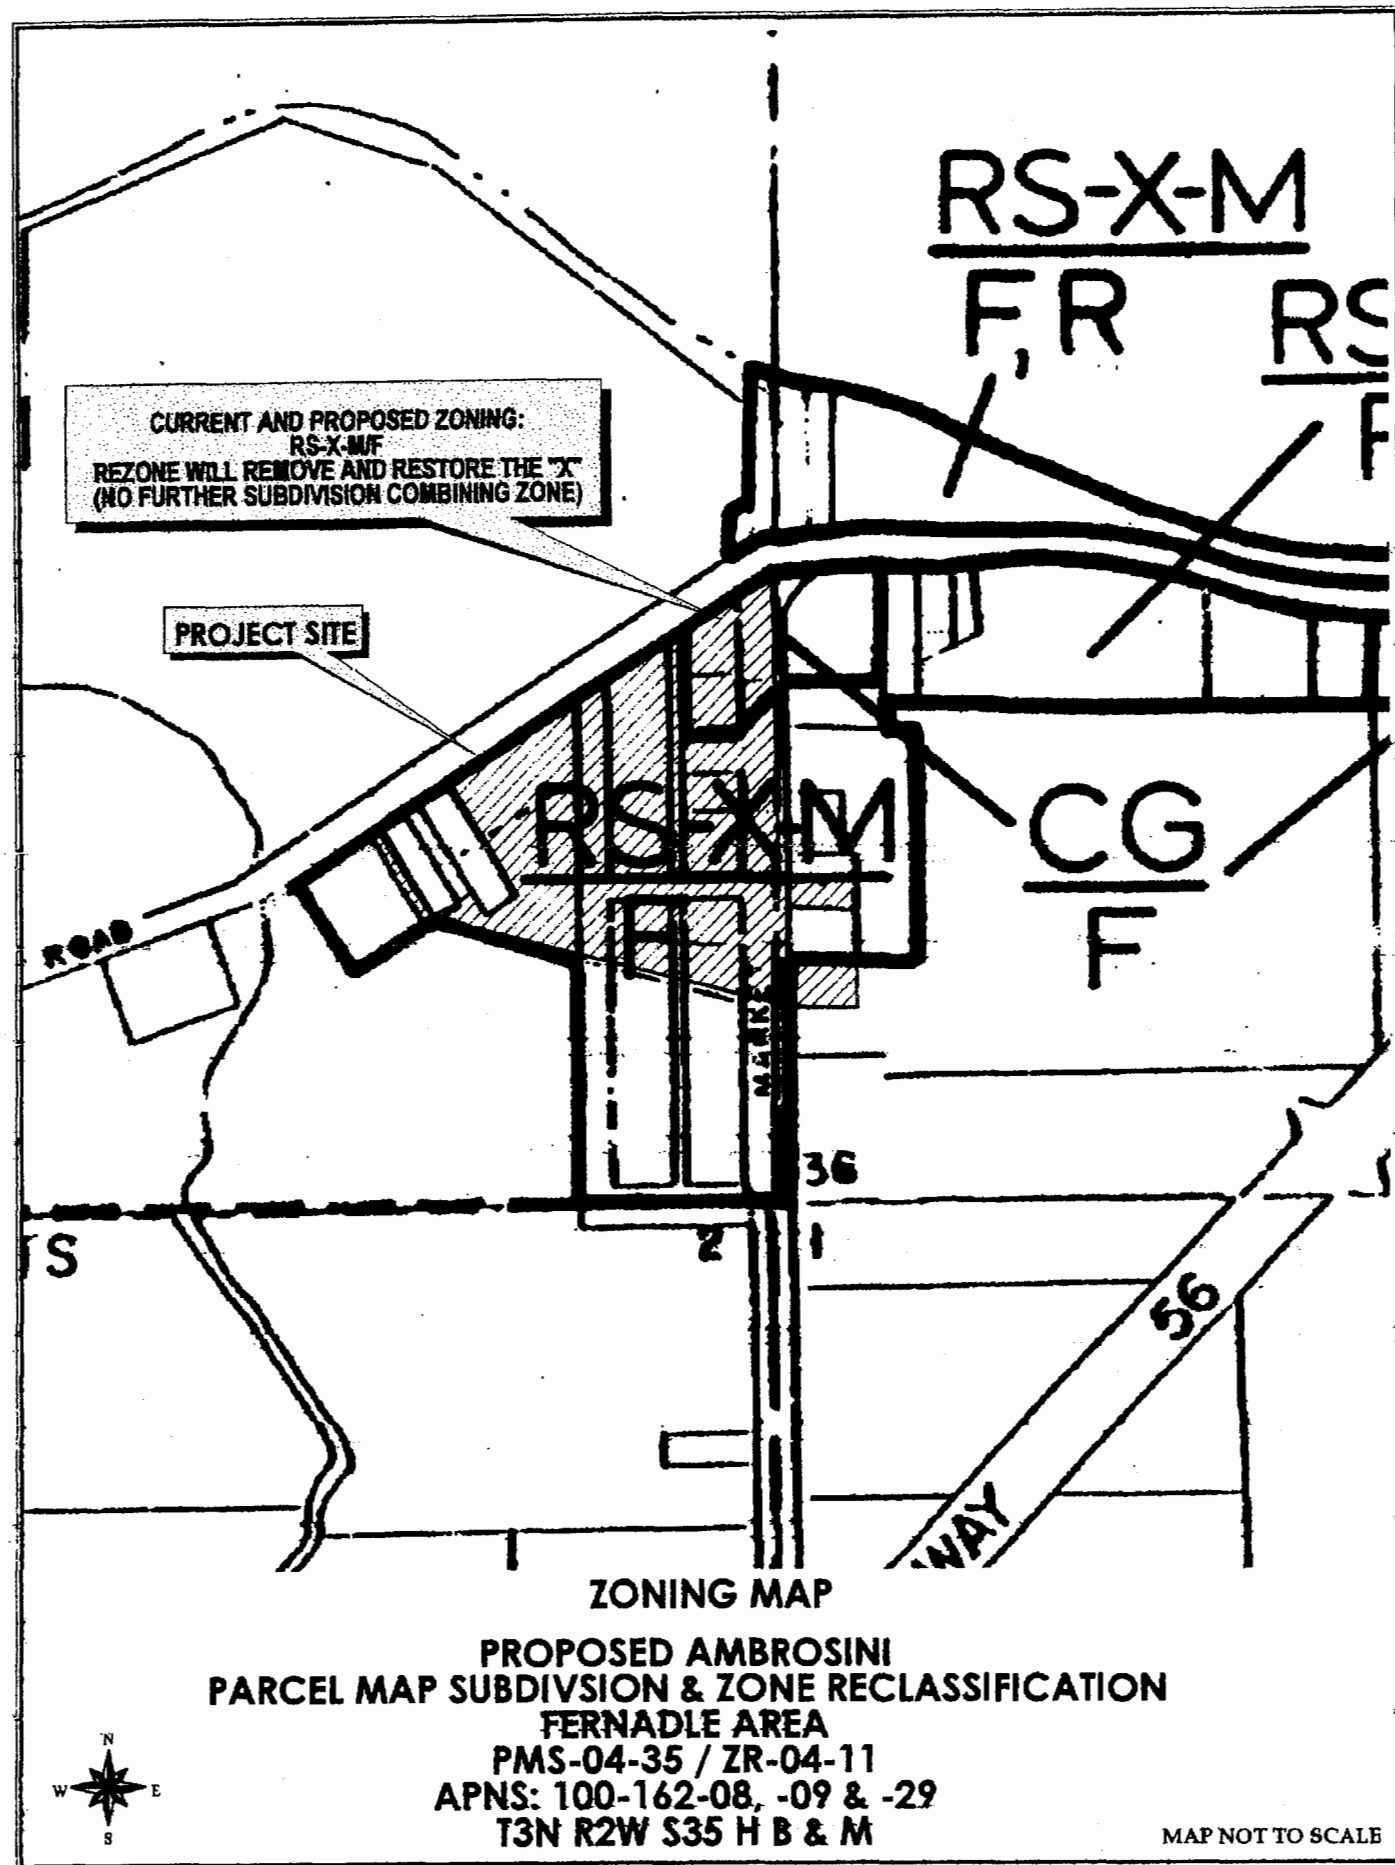 RS-X-M
F, R
RS
F
CURRENT AND PROPOSED ZONING:
RS-X-M/F
REZONE WILL REMOVE AND RESTORE THE "X"
(NO FURTHER SUBDIVISION COMBINING ZONE)
PROJECT SITE
RS-X-M
F
CG
F
ROAD
36
S
2
1
56
WAY
ZONING MAP
PROPOSED AMBROSINI
PARCEL MAP SUBDIVSION & ZONE RECLASSIFICATION
FERNADLE AREA
PMS-04-35 / ZR-04-11
APNS: 100-162-08, -09 & -29
T3N R2W S35 H B & M
N
W
E
S
MAP NOT TO SCALE